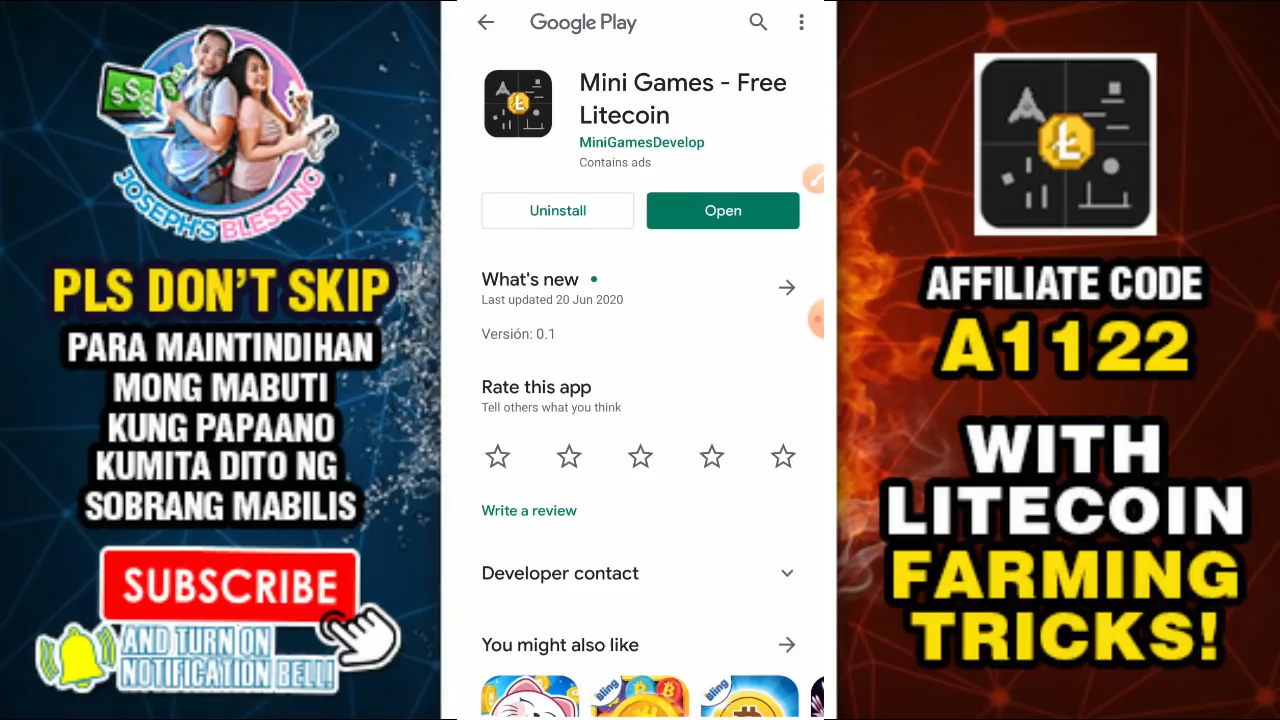 JOSEPH'S BLESSING
PLS DON'T SKIP
PARA MAINTINDIHAN
MONG MABUTI
KUNG PAPAANO
KUMITA DITO NG
SOBRANG MABILIS
SUBSCRIBE
AND TURN ON
NOTIFICATION BELL!
Google Play
Mini Games - Free
Litecoin
MiniGamesDevelop
Contains ads
Uninstall
Open
What's new
Last updated 20 Jun 2020
Versión: 0.1
Rate this app
Tell others what you think
Write a review
Developer contact
You might also like
bling
bling
AFFILIATE CODE
A1122
WITH
LITECOIN
FARMING
TRICKS!